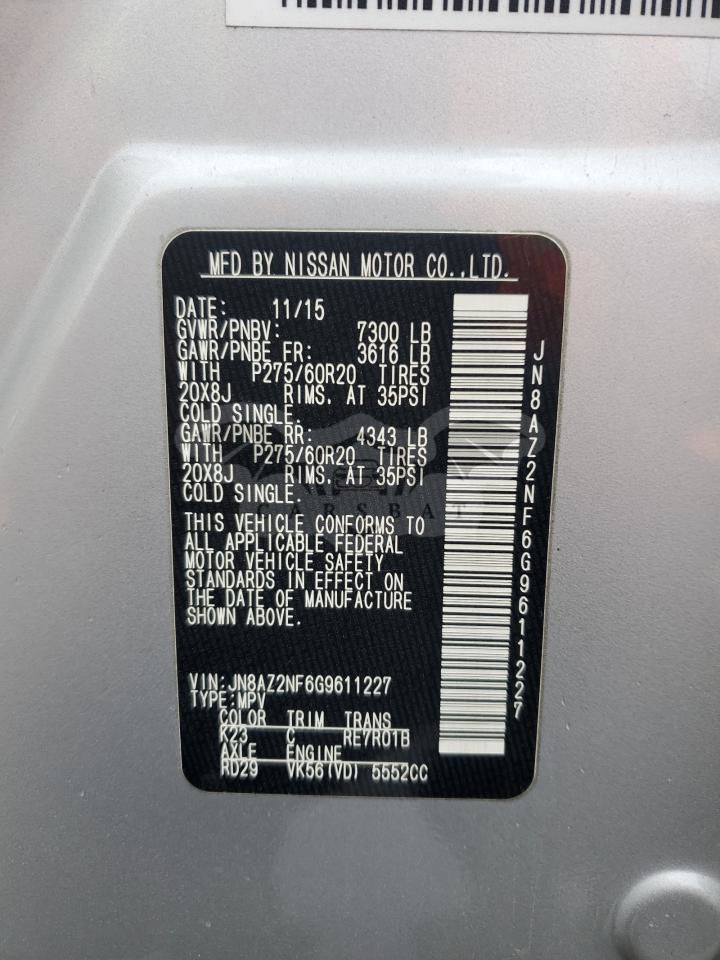 MFD BY NISSAN MOTOR CO.,LTD.
DATE: 11/15
GVWR/PNBV: 7300 LB
GAWR/PNBE FR: 3616 LB
WITH P275/60R20 TIRES
20X8J RIMS. AT 35PSI
COLD SINGLE.
GAWR/PNBE RR: 4343 LB
WITH P275/60R20 TIRES
20X8J RIMS. AT 35PSI
COLD SINGLE.
CARSBAT
THIS VEHICLE CONFORMS TO
ALL APPLICABLE FEDERAL
MOTOR VEHICLE SAFETY
STANDARDS IN EFFECT ON
THE DATE OF MANUFACTURE
SHOWN ABOVE.
VIN:JN8AZ2NF6G9611227
TYPE:MPV
COLOR TRIM TRANS
K23 C RE7R01B
AXLE ENGINE
RD29 VK56(VD) 5552CC
JN8AZ2NF6G9611227